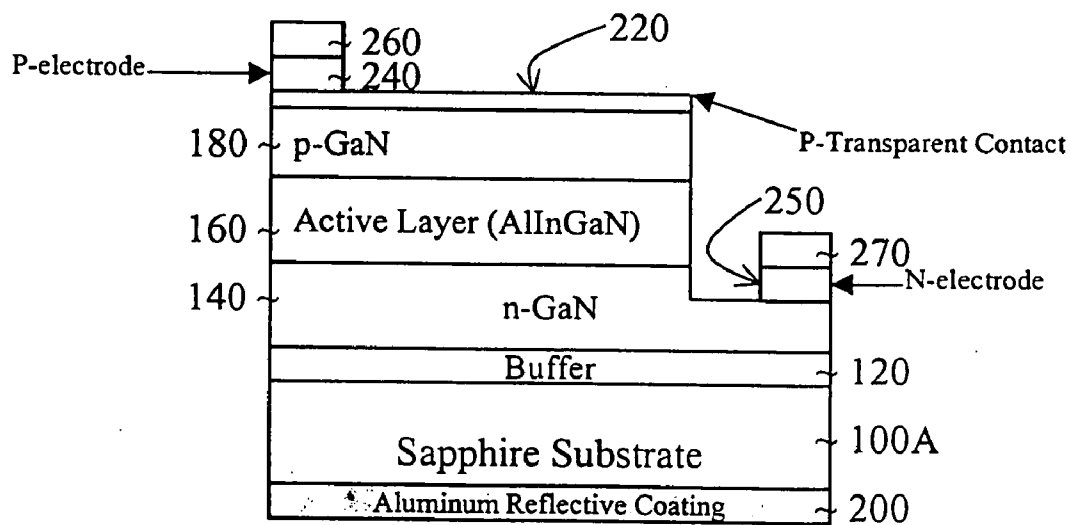 260
220
P-electrode
240
180
p-GaN
P-Transparent Contact
250
160
Active Layer (AlInGaN)
270
140
n-GaN
N-electrode
Buffer
120
Sapphire Substrate
100A
Aluminum Reflective Coating
200